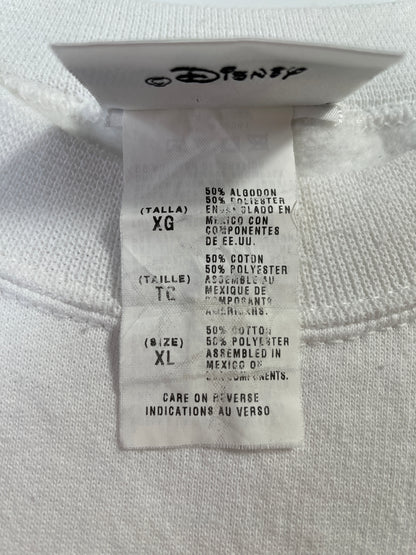 © Disney
50% ALGODON
50% POLIESTER
(TALLA) ENSAMBLADO EN
XG MEXICO CON
COMPONENTES
DE EE.UU.
50% COTON
50% POLYESTER
(TAILLE) ASSEMBLE AU
TG MEXIQUE DE
COMPOSANTS
AMERICAINS.
50% COTTON
(SIZE) 50% POLYESTER
XL ASSEMBLED IN
MEXICO OF
COMPONENTS.
CARE ON REVERSE
INDICATIONS AU VERSO